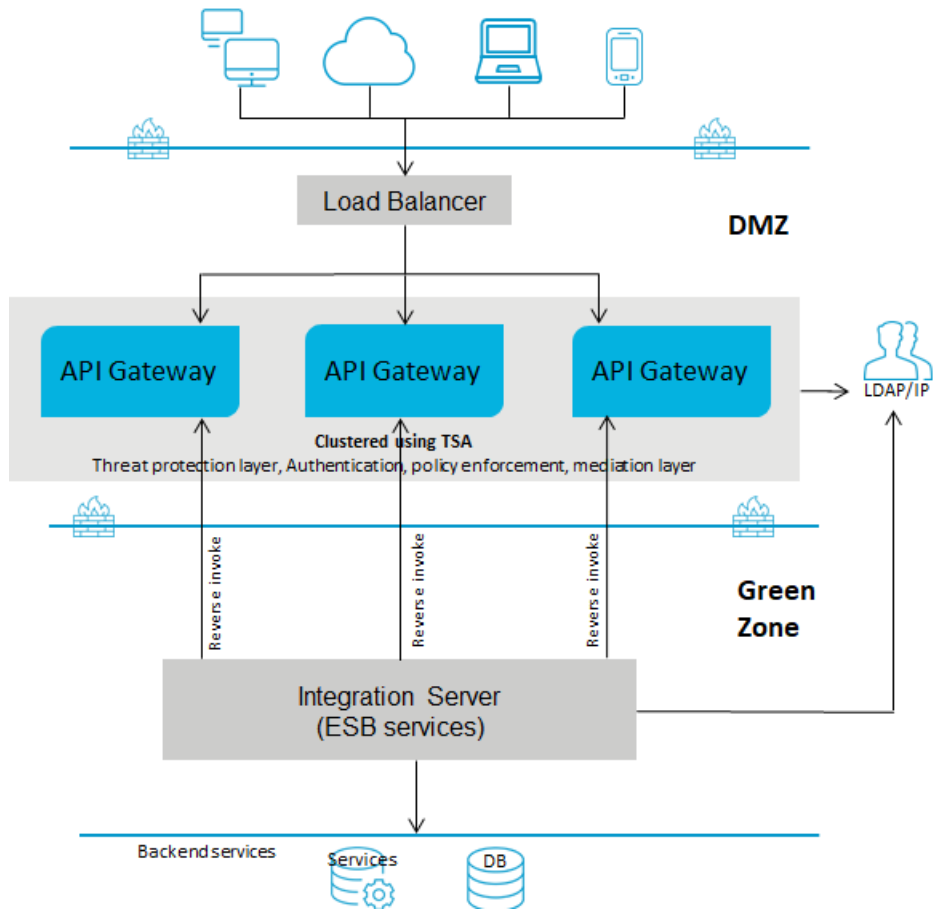 Load Balancer
DMZ
API Gateway
API Gateway
API Gateway
LDAP/IP
Clustered using TSA
Threat protection layer, Authentication, policy enforcement, mediation layer
Reverse invoke
Reverse invoke
Reverse invoke
Green
Zone
Integration Server
(ESB services)
Backend services
Services
DB